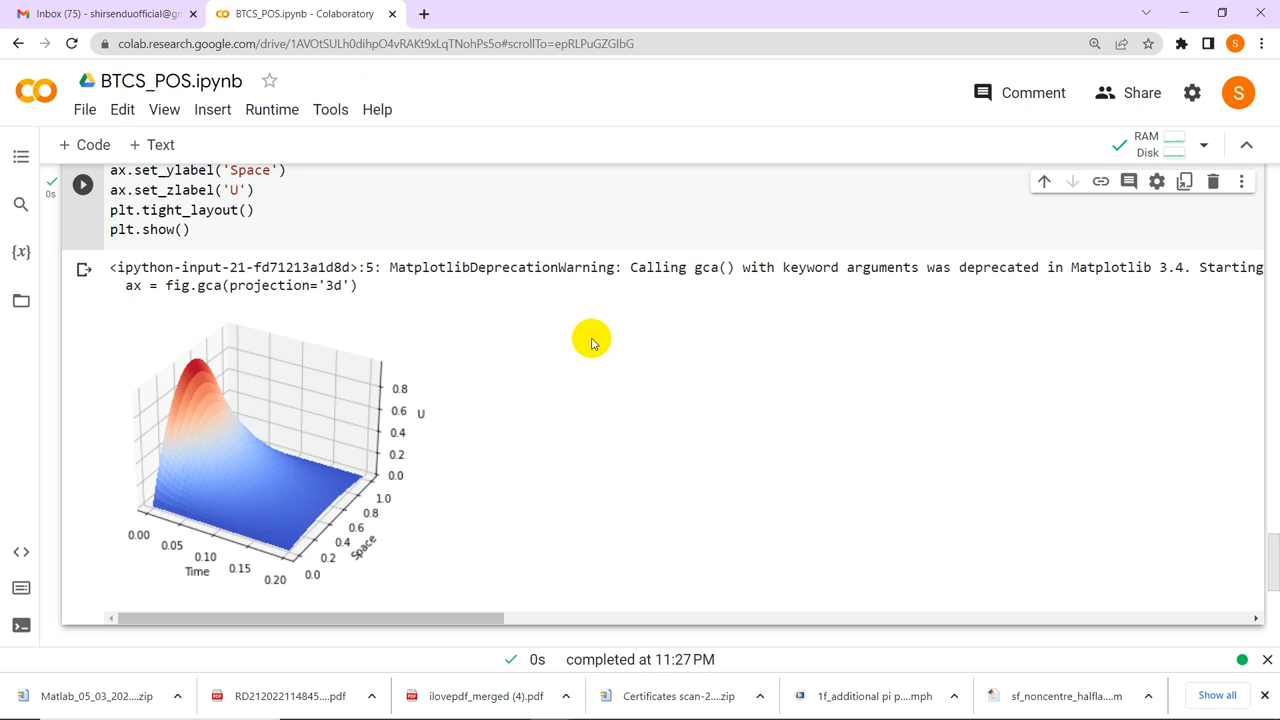 Inbox (75) - shirsenduofficial@gm
BTCS_POS.ipynb - Colaboratory
colab.research.google.com/drive/1AVOtSULh0dihpO4vRAKt9xLqTNoh⁠ … 5o#scrollTo=epRLPuGZGIbG
BTCS_POS.ipynb
Comment
Share
S
File Edit View Insert Runtime Tools Help
+ Code + Text
RAM
Disk
ax.set_ylabel('Space')
0s
ax.set_zlabel('U')
plt.tight_layout()
plt.show()
<ipython-input-21-fd71213a1d8d>:5: MatplotlibDeprecationWarning: Calling gca() with keyword arguments was deprecated in Matplotlib 3.4. Starting
ax = fig.gca(projection='3d')
0.8
0.6 U
0.4
0.2
0.0
1.0
0.8
0.6
0.4
0.2
0.0
Space
0.00
0.05
0.10
0.15
0.20
Time
0s completed at 11:27 PM
Matlab_05_03_202....zip
RD212022114845....pdf
ilovepdf_merged (4).pdf
Certificates scan-2....zip
1f_additional pi p....mph
sf_noncentre_halfla....m
Show all